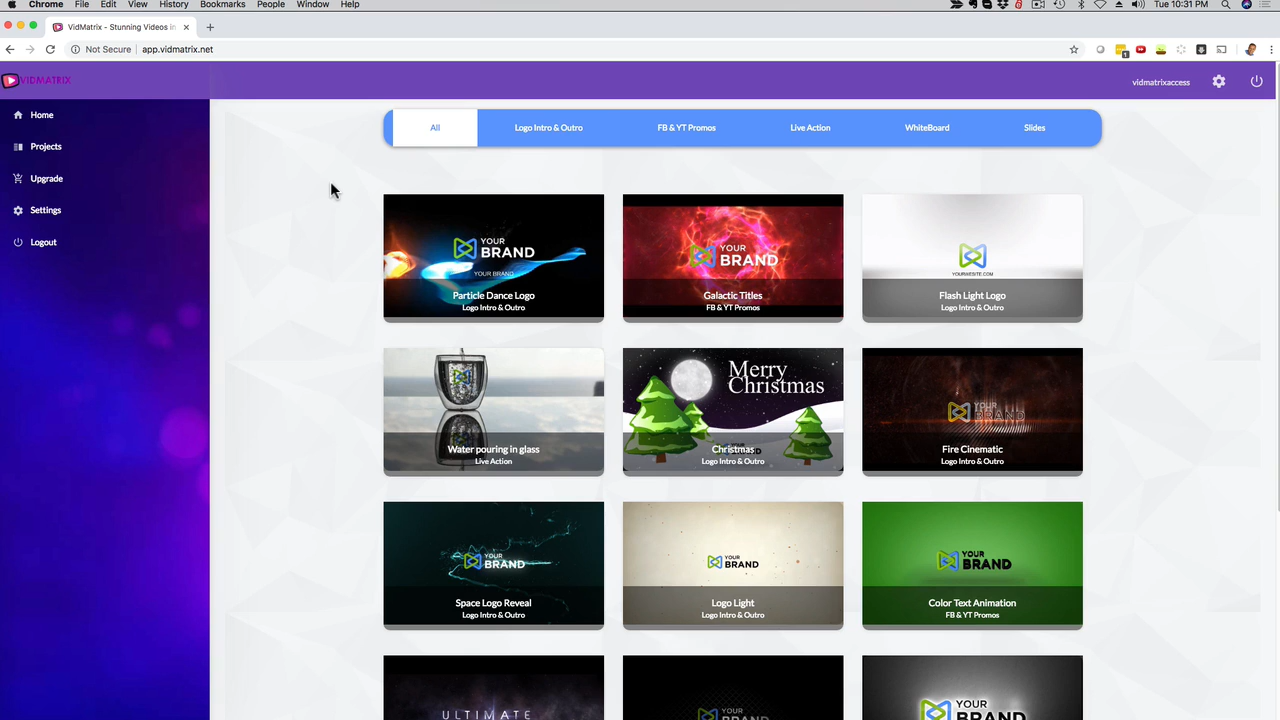 Chrome File Edit View History Bookmarks People Window Help Tue 10:31 PM
VidMatrix - Stunning Videos in
Not Secure app.vidmatrix.net
VIDMATRIX
vidmatrixaccess
Home
Projects
Upgrade
Settings
Logout
All Logo Intro & Outro FB & YT Promos Live Action WhiteBoard Slides
YOUR
BRAND
YOUR BRAND
Particle Dance Logo
Logo Intro & Outro
YOUR
BRAND
Galactic Titles
FB & YT Promos
YOURWEBSITE.COM
Flash Light Logo
Logo Intro & Outro
Water pouring in glass
Live Action
Merry
Christmas
Christmas
Logo Intro & Outro
YOUR
BRAND
Fire Cinematic
Logo Intro & Outro
YOUR
BRAND
Space Logo Reveal
Logo Intro & Outro
YOUR
BRAND
Logo Light
Logo Intro & Outro
YOUR
BRAND
Color Text Animation
FB & YT Promos
ULTIMATE
YOUR
YOUR
BRAND